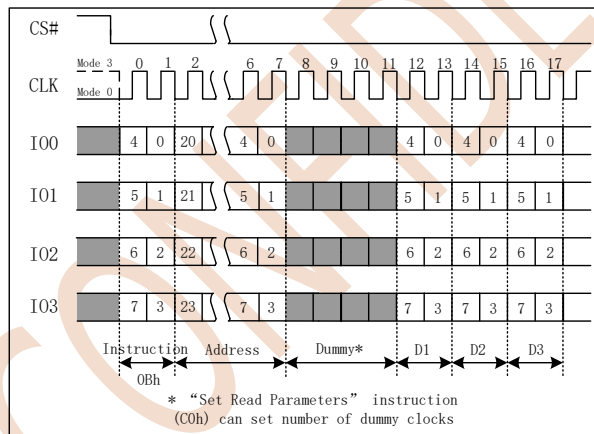 CS#
Mode 3 0 1 2 6 7 8 9 10 11 12 13 14 15 16 17
CLK
Mode 0
IO0 4 0 20 4 0 4 0 4 0 4 0
IO1 5 1 21 5 1 5 1 5 1 5 1
IO2 6 2 22 6 2 6 2 6 2 6 2
IO3 7 3 23 7 3 7 3 7 3 7 3
Instruction Address Dummy* D1 D2 D3
0Bh
* “Set Read Parameters” instruction
(C0h) can set number of dummy clocks